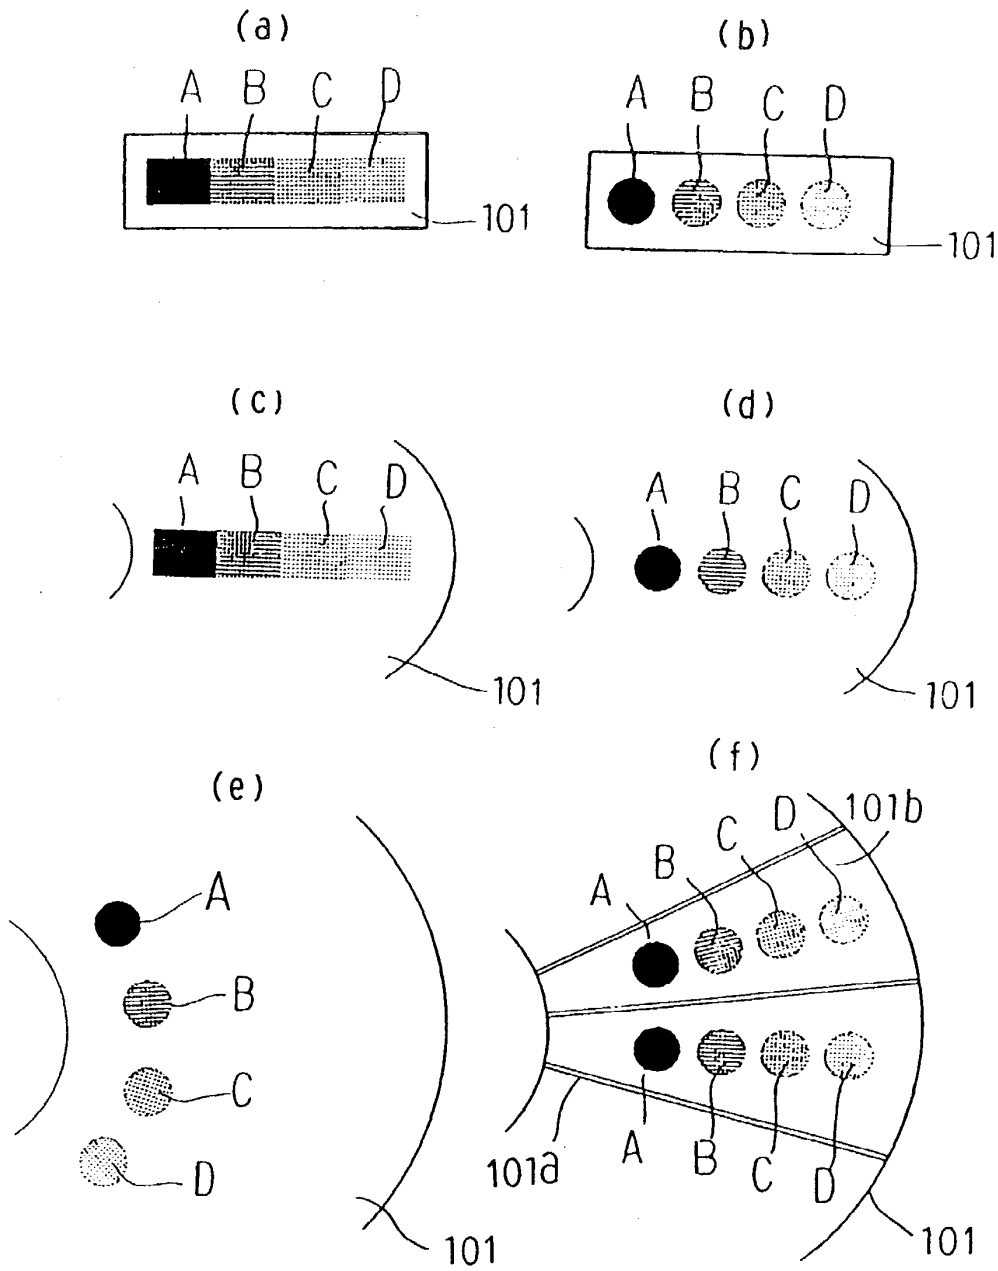 (a)
A B C D
101
(b)
A B C D
101
(c)
A B C D
101
(d)
A B C D
101
(e)
A
B
C
D
101
(f)
A B C D 101b
101a A B C D 101